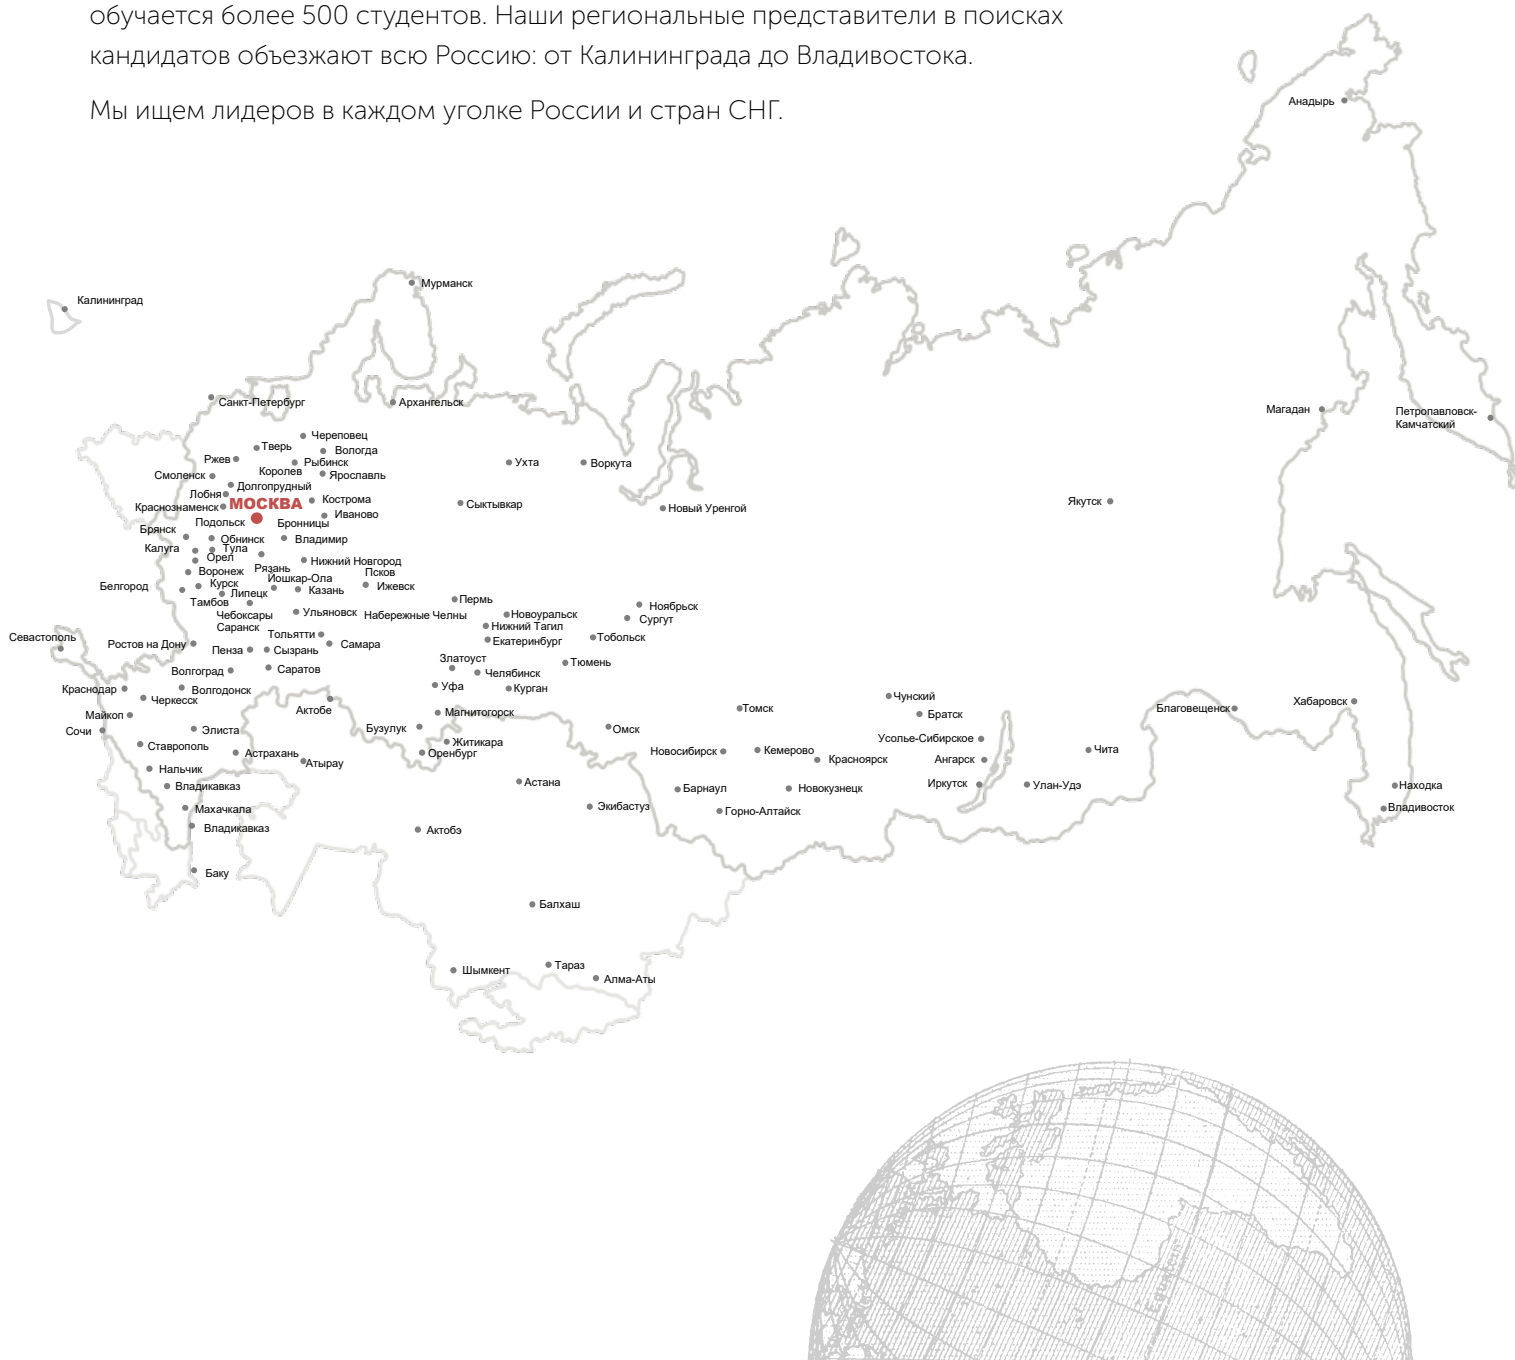 обучается более 500 студентов. Наши региональные представители в поисках
кандидатов объезжают всю Россию: от Калининграда до Владивостока.
Мы ищем лидеров в каждом уголке России и стран СНГ.
Анадырь
Мурманск
Калининград
Санкт-Петербург
Архангельск
Магадан
Петропавловск-
Камчатский
Череповец
Тверь
Вологда
Ржев
Рыбинск
Ухта
Воркута
Королев
Смоленск
Ярославль
Долгопрудный
Лобня
Кострома
МОСКВА
Краснознаменск
Сыктывкар
Новый Уренгой
Якутск
Иваново
Подольск
Бронницы
Брянск
Обнинск
Владимир
Калуга
Тула
Орел
Нижний Новгород
Рязань
Воронеж
Псков
Йошкар-Ола
Белгород
Курск
Ижевск
Липецк
Казань
Тамбов
Пермь
Ноябрьск
Чебоксары
Ульяновск
Набережные Челны
Новоуральск
Сургут
Саранск
Нижний Тагил
Тольятти
Севастополь
Тобольск
Екатеринбург
Ростов на Дону
Самара
Пенза
Сызрань
Златоуст
Тюмень
Волгоград
Саратов
Челябинск
Уфа
Курган
Краснодар
Волгодонск
Черкесск
Чунский
Хабаровск
Актобе
Томск
Благовещенск
Майкоп
Магнитогорск
Братск
Сочи
Элиста
Бузулук
Омск
Усолье-Сибирское
Житикара
Ставрополь
Астрахань
Оренбург
Новосибирск
Кемерово
Чита
Атырау
Красноярск
Ангарск
Нальчик
Астана
Иркутск
Улан-Удэ
Находка
Владикавказ
Барнаул
Новокузнецк
Экибастуз
Махачкала
Горно-Алтайск
Владивосток
Владикавказ
Актобэ
Баку
Балхаш
Тараз
Шымкент
Алма-Аты